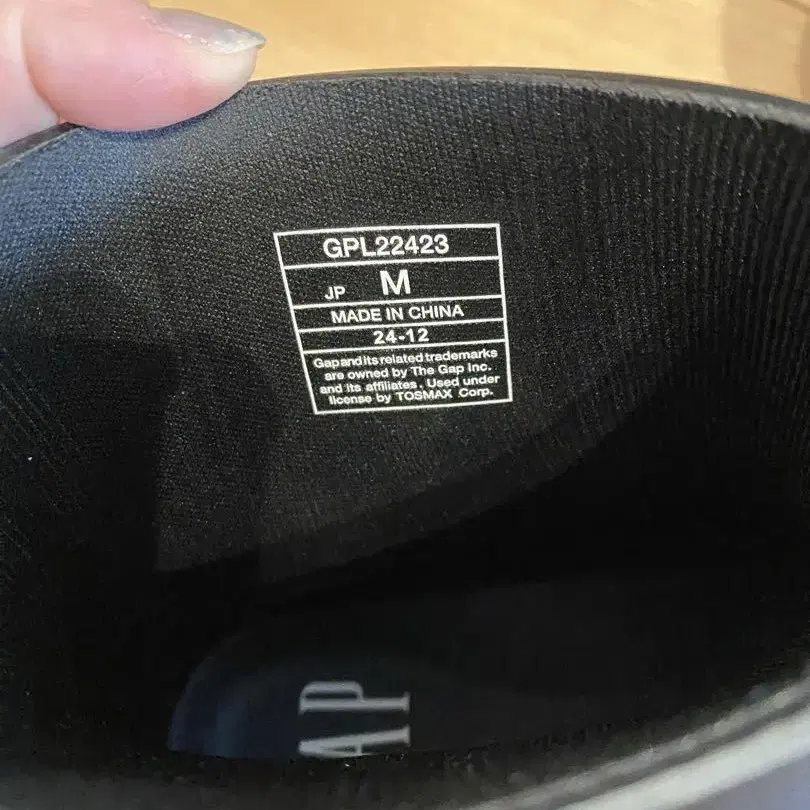 GPL22423
JP M
MADE IN CHINA
24-12
Gap and its related trademarks
are owned by The Gap Inc.
and its affiliates. Used under
license by TOSMAX Corp.
AP